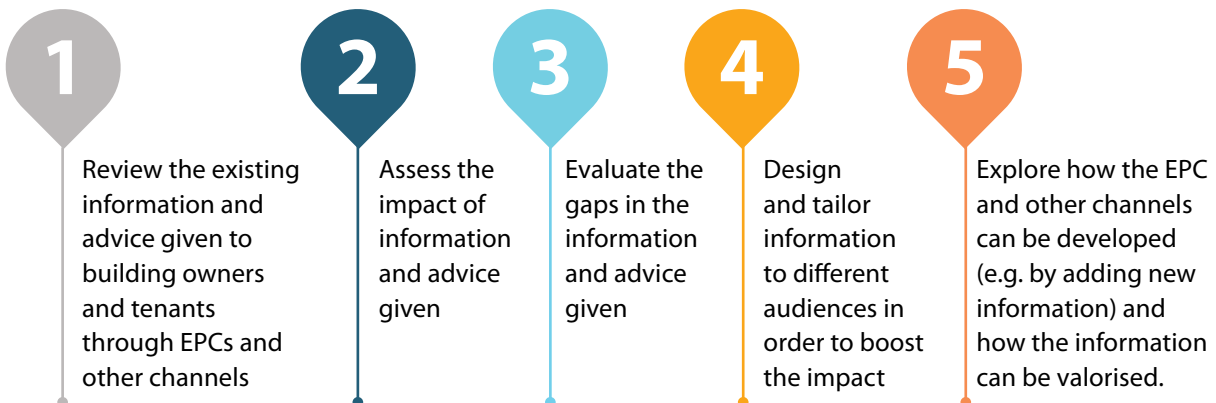 1
Review the existing
information and
advice given to
building owners
and tenants
through EPCs and
other channels
2
Assess the
impact of
information
and advice
given
3
Evaluate the
gaps in the
information
and advice
given
4
Design
and tailor
information
to different
audiences in
order to boost
the impact
5
Explore how the EPC
and other channels
can be developed
(e.g. by adding new
information) and
how the information
can be valorised.